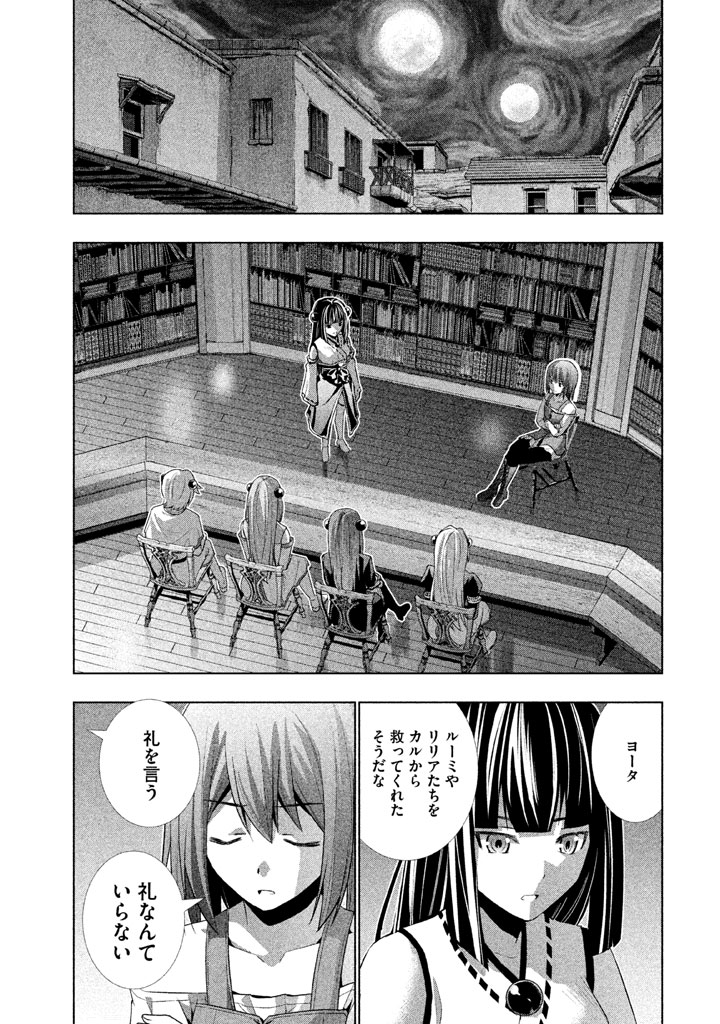 ヨータ
ルーミや
リリアたちを
カルから
救ってくれた
そうだな
礼を言う
礼なんて
いらない